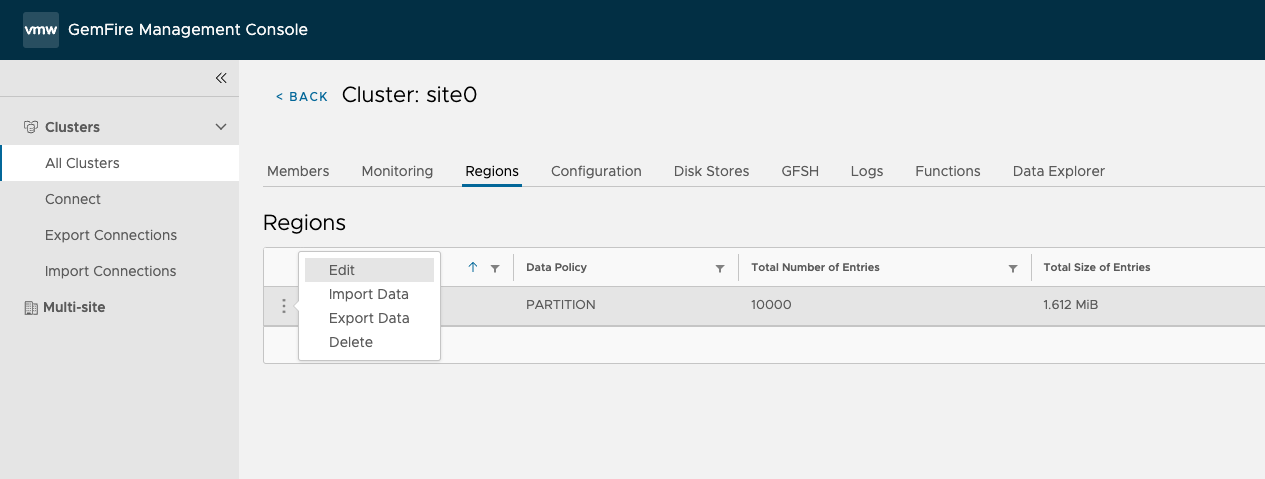 vmw GemFire Management Console
< BACK Cluster: site0
Clusters
All Clusters
Connect
Export Connections
Import Connections
Multi-site
Members Monitoring Regions Configuration Disk Stores GFSH Logs Functions Data Explorer
Regions
Data Policy Total Number of Entries Total Size of Entries
PARTITION 10000 1.612 MiB
Edit
Import Data
Export Data
Delete